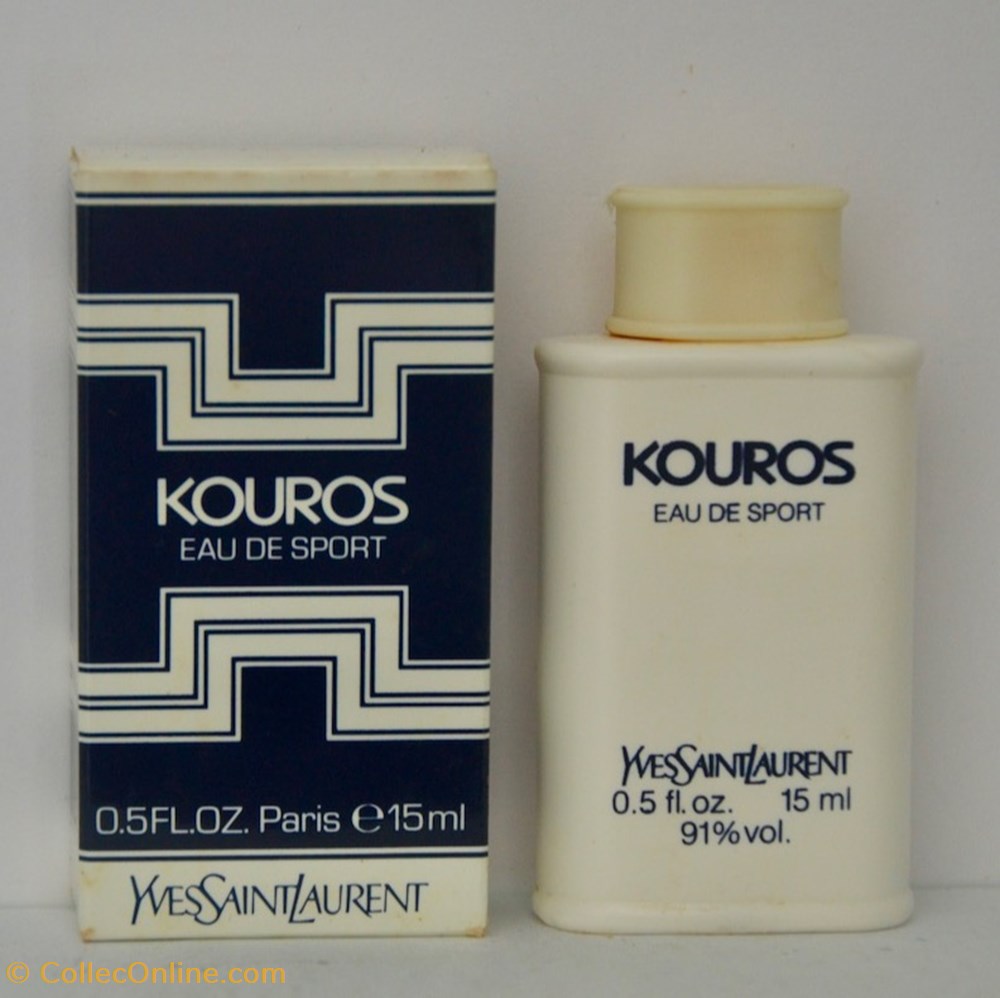 KOUROS
EAU DE SPORT
0.5FL.OZ. Paris ℮15ml
YVESSAINTLAURENT
KOUROS
EAU DE SPORT
YVESSAINTLAURENT
0.5 fl. oz. 15 ml
91%vol.
© CollecOnline.com